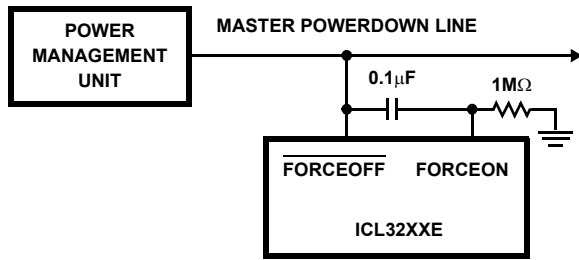 POWER
MANAGEMENT
UNIT
MASTER POWERDOWN LINE
0.1μF
1MΩ
FORCEOFF FORCEON
ICL32XXE